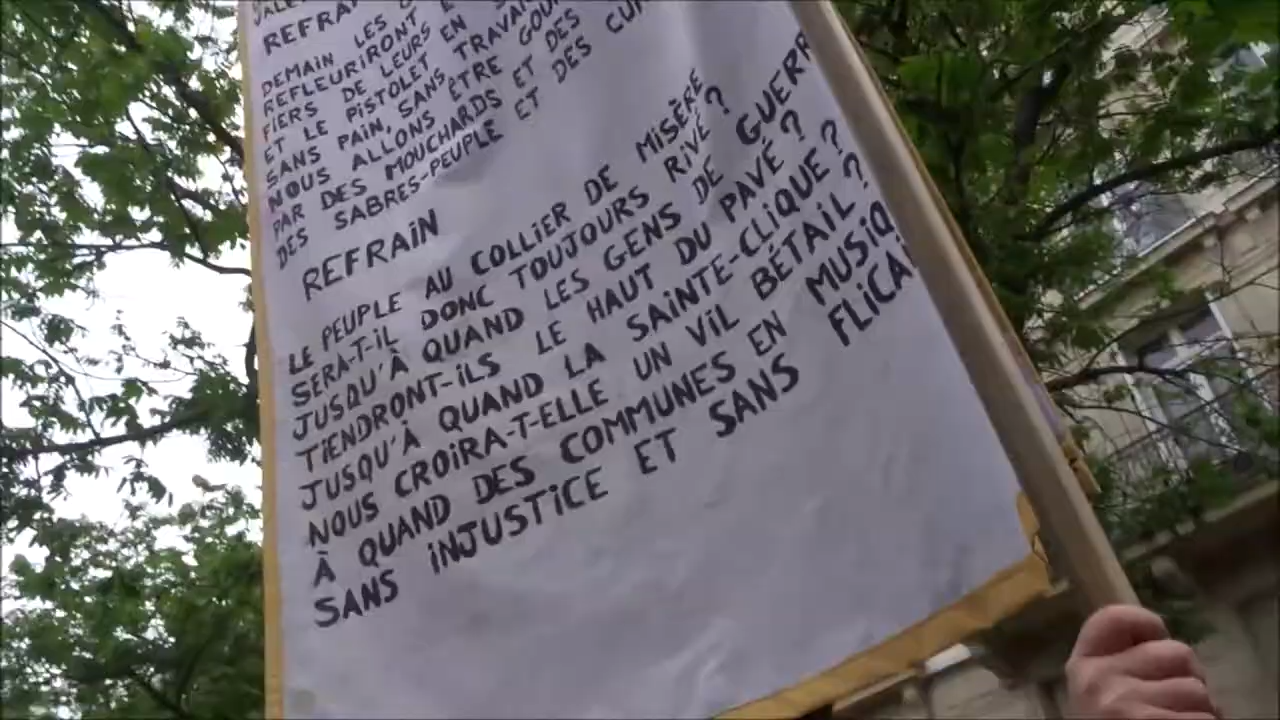 REFRAIN
DEMAIN LES
REFLEURIRONT
FIERS DE LEURS EN
ET LE PISTOLET
SANS PAIN, SANS TRAVAIL
NOUS ALLONS ÊTRE
PAR DES MOUCHARDS ET DES
DES SABRES-PEUPLE ET DES
REFRAIN
LE PEUPLE AU COLLIER DE MISÈRE
SERA-T-IL DONC TOUJOURS RIVÉ ?
JUSQU'À QUAND LES GENS DE GUERR
TIENDRONT-ILS LE HAUT DU PAVÉ ?
JUSQU'À QUAND LA SAINTE-CLIQUE ?
NOUS CROIRA-T-ELLE UN VIL BÉTAIL ?
À QUAND DES COMMUNES EN MUSIQ
SANS INJUSTICE ET SANS FLICA